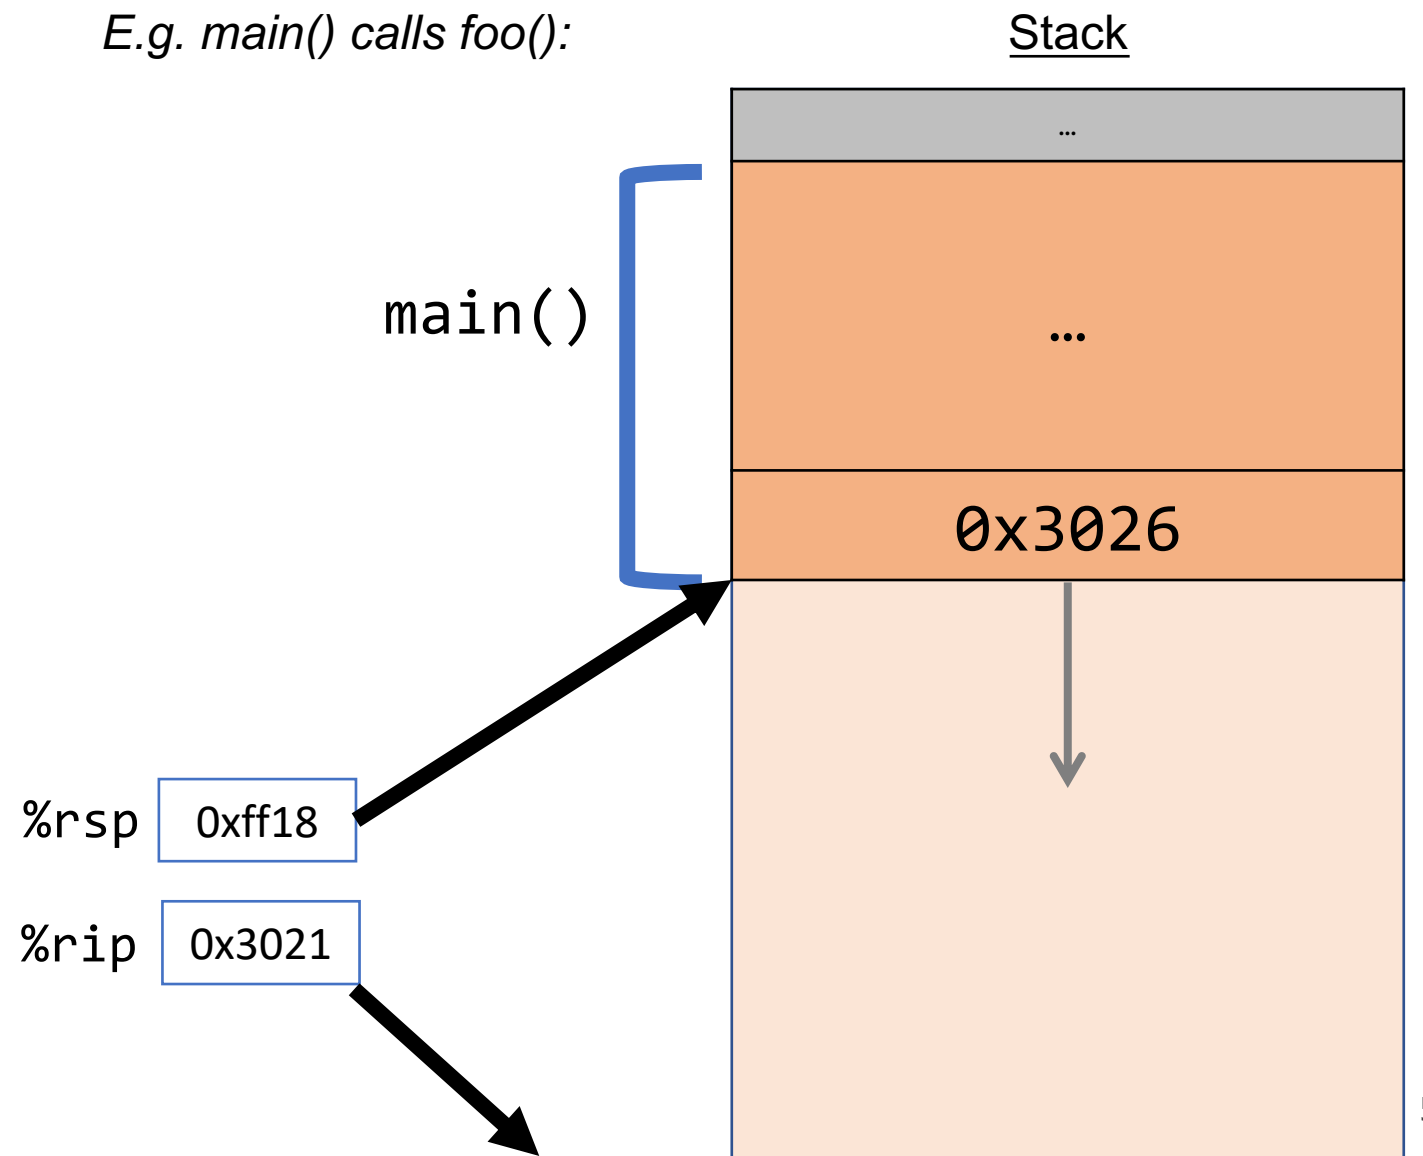 E.g. main() calls foo():
Stack
…
main()
…
0x3026
%rsp
0xff18
%rip
0x3021